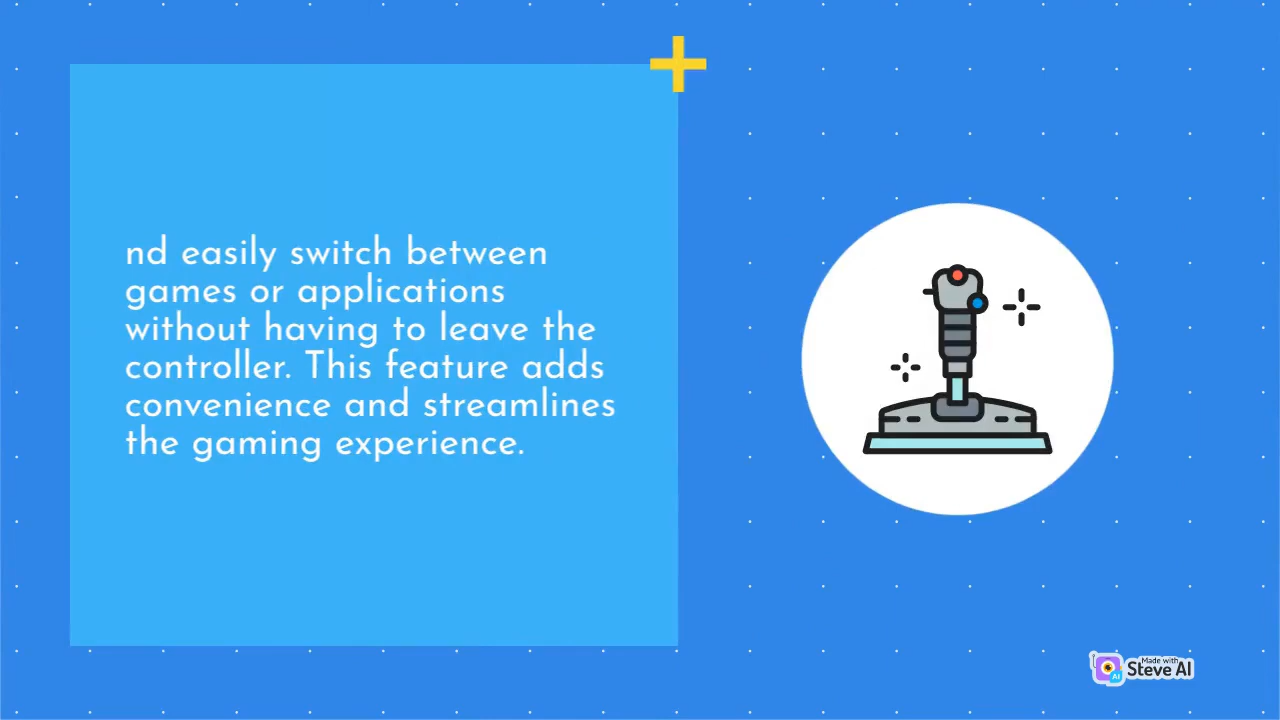 nd easily switch between
games or applications
without having to leave the
controller. This feature adds
convenience and streamlines
the gaming experience.
Made with
Steve AI
AI